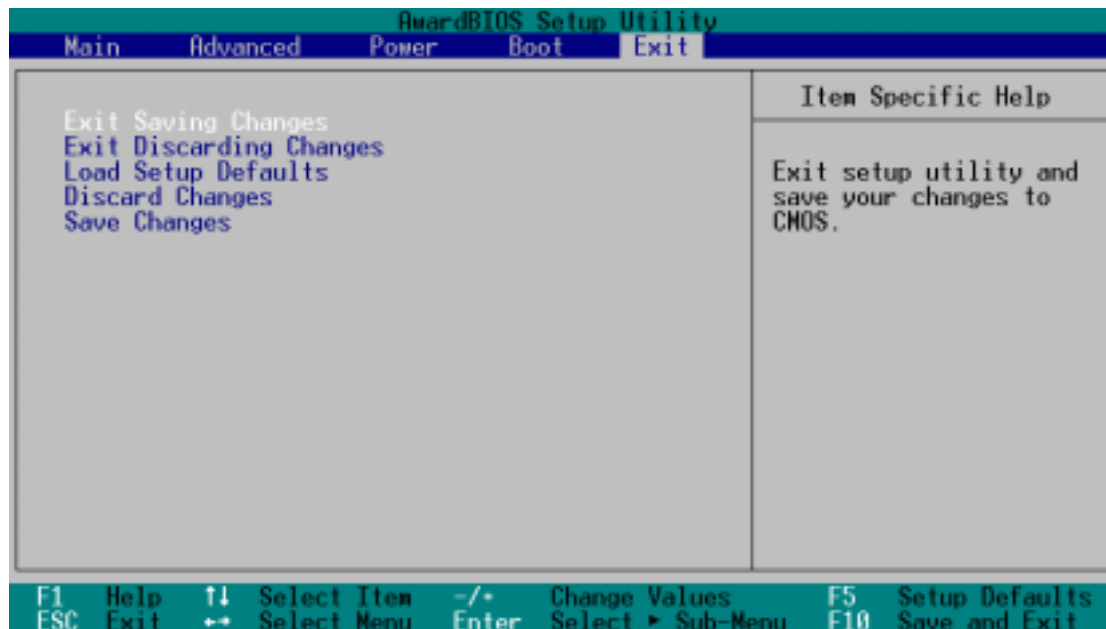 AwardBIOS Setup Utility
Main Advanced Power Boot Exit
Item Specific Help
Exit Saving Changes
Exit Discarding Changes
Load Setup Defaults
Discard Changes
Save Changes
Exit setup utility and
save your changes to
CMOS.
F1 Help ↑↓ Select Item -/+ Change Values F5 Setup Defaults
ESC Exit ←→ Select Menu Enter Select ► Sub-Menu F10 Save and Exit